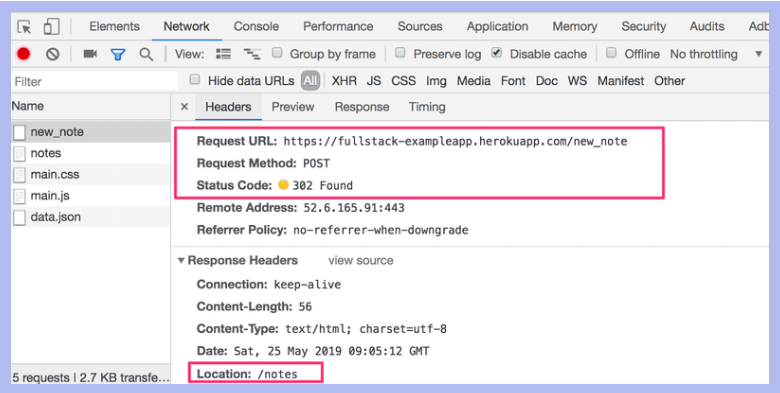 Elements Network Console Performance Sources Application Memory Security Audits Adb
View: Group by frame Preserve log Disable cache Offline No throttling
Filter Hide data URLs All XHR JS CSS Img Media Font Doc WS Manifest Other
Name × Headers Preview Response Timing
new_note
notes
main.css
main.js
data.json
Request URL: https://fullstack-exampleapp.herokuapp.com/new_note
Request Method: POST
Status Code: 302 Found
Remote Address: 52.6.165.91:443
Referrer Policy: no-referrer-when-downgrade
Response Headers view source
Connection: keep-alive
Content-Length: 56
Content-Type: text/html; charset=utf-8
Date: Sat, 25 May 2019 09:05:12 GMT
Location: /notes
5 requests | 2.7 KB transfe...